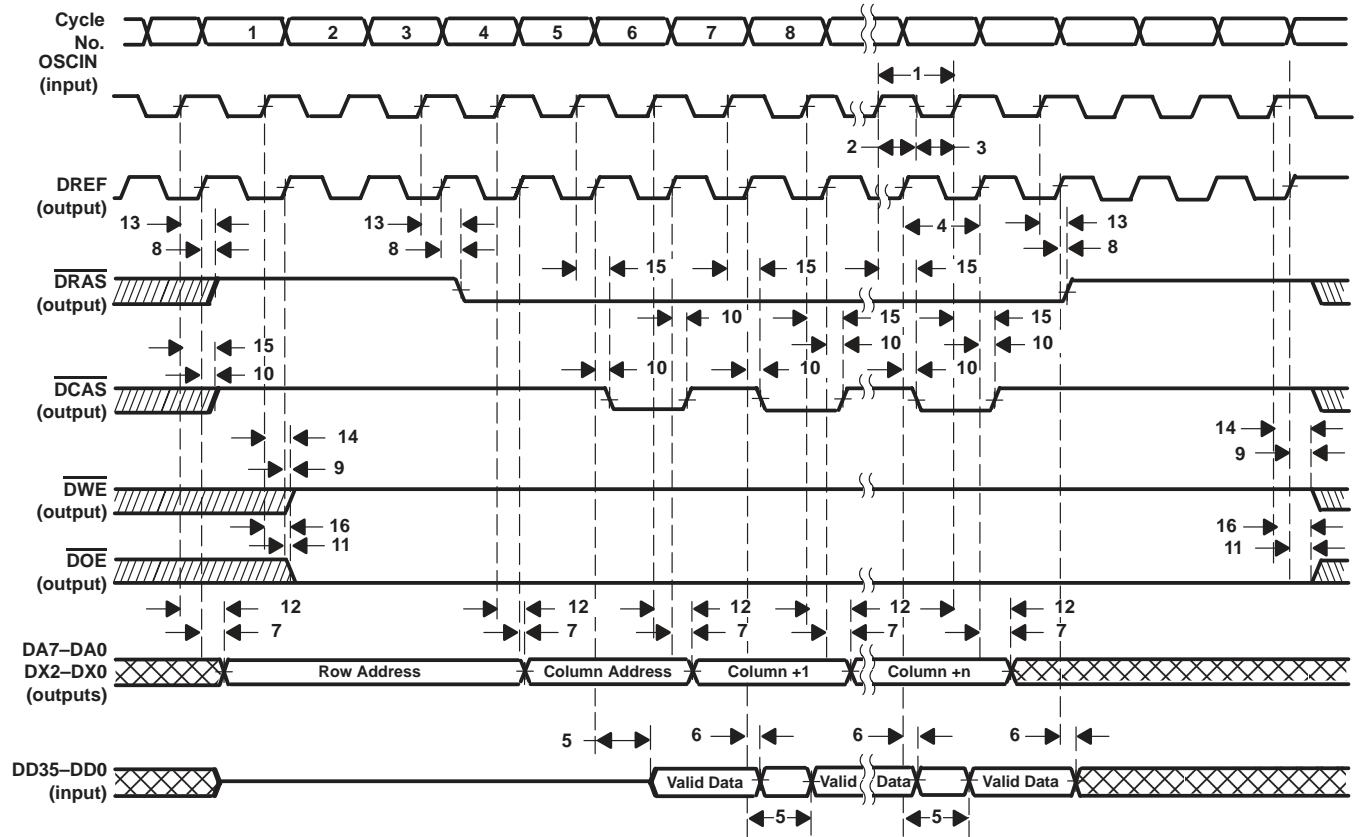 Cycle No. 1 2 3 4 5 6 7 8
OSCIN (input)
1
2 3
DREF (output)
13 13 4 13
8 8 8
DRAS (output)
15 15 15
10 15 15
15 10 10
10 10 10 10
DCAS (output)
14 14
9 9
DWE (output)
16 16
11 11
DOE (output)
12 12 12 12 12
7 7 7 7 7
DA7–DA0
DX2–DX0 (outputs)
Row Address Column Address Column +1 Column +n
5 6 6 6
DD35–DD0 (input)
Valid Data Valid Data Valid Data
5 5